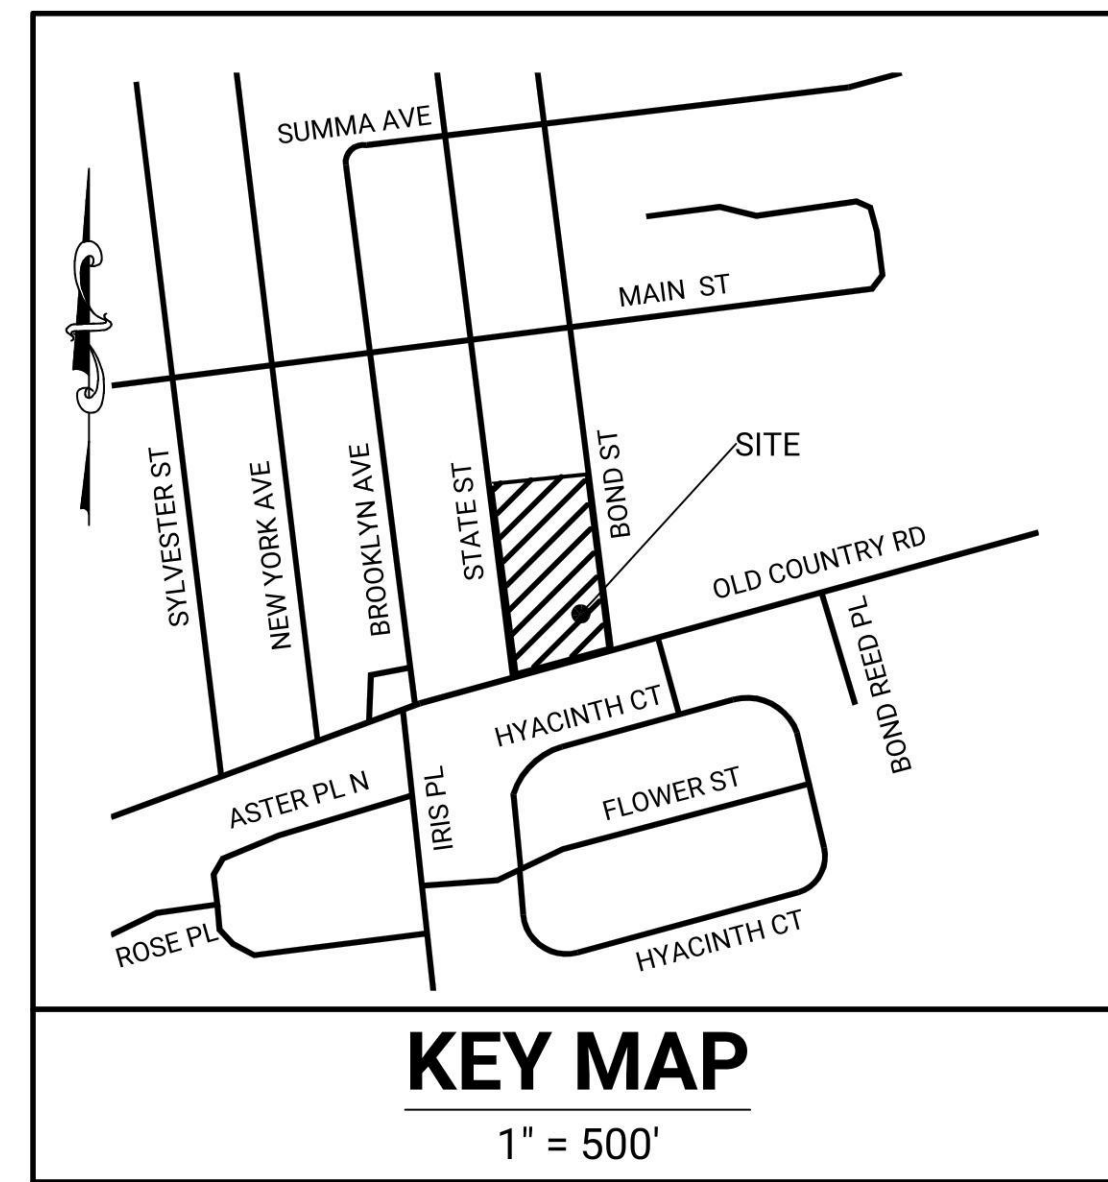 SUMMA AVE
MAIN ST
SITE
SYLVESTER ST
NEW YORK AVE
BROOKLYN AVE
STATE ST
BOND ST
OLD COUNTRY RD
BOND REED PL
HYACINTH CT
ASTER PL N
IRIS PL
FLOWER ST
ROSE PL
HYACINTH CT
KEY MAP
1" = 500'